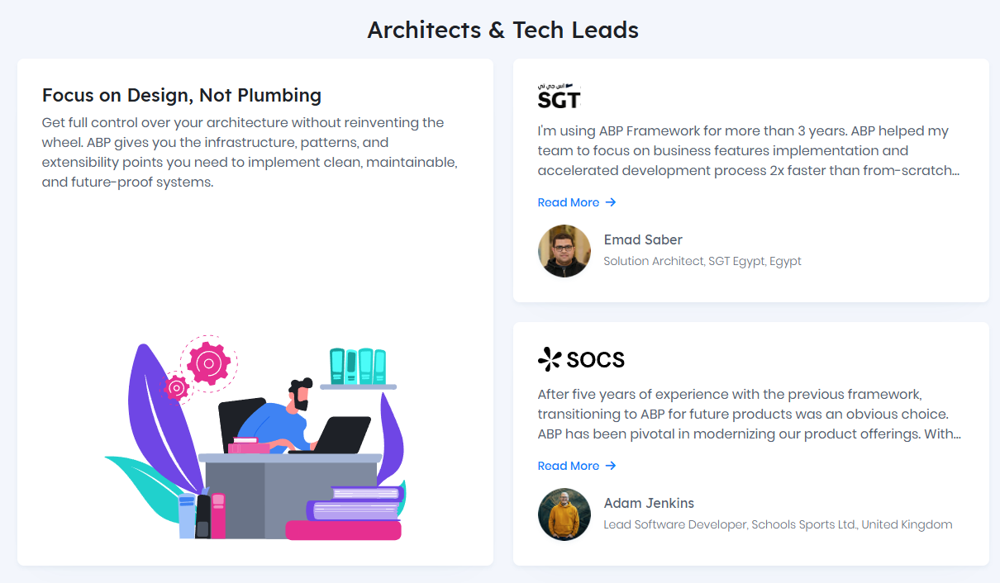 Architects & Tech Leads
Focus on Design, Not Plumbing
Get full control over your architecture without reinventing the
wheel. ABP gives you the infrastructure, patterns, and
extensibility points you need to implement clean, maintainable,
and future-proof systems.
اس جي تي
SGT
I'm using ABP Framework for more than 3 years. ABP helped my
team to focus on business features implementation and
accelerated development process 2x faster than from-scratch...
Read More
Emad Saber
Solution Architect, SGT Egypt, Egypt
SOCS
After five years of experience with the previous framework,
transitioning to ABP for future products was an obvious choice.
ABP has been pivotal in modernizing our product offerings. With...
Read More
Adam Jenkins
Lead Software Developer, Schools Sports Ltd., United Kingdom